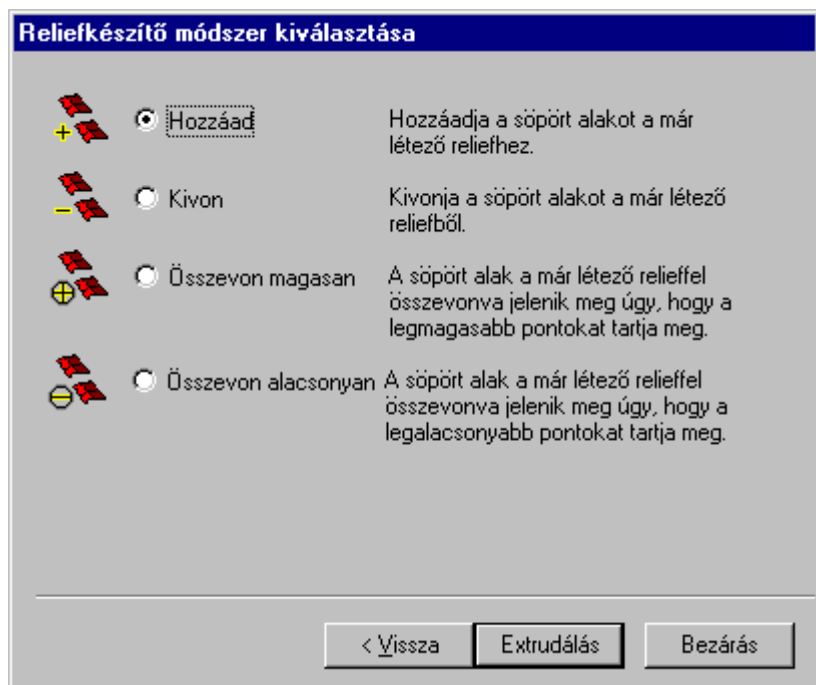 Reliefkészítő módszer kiválasztása
Hozzáad
Hozzáadja a söpört alakot a már
létező reliefhez.
Kivon
Kivonja a söpört alakot a már létező
reliefből.
Összevon magasan
A söpört alak a már létező relieffel
összevonva jelenik meg úgy, hogy a
legmagasabb pontokat tartja meg.
Összevon alacsonyan
A söpört alak a már létező relieffel
összevonva jelenik meg úgy, hogy a
legalacsonyabb pontokat tartja meg.
< Vissza
Extrudálás
Bezárás